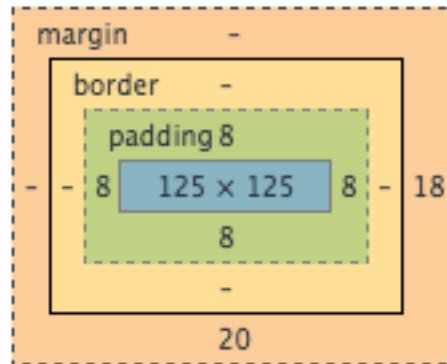 margin -
border -
padding 8
- - 8 125 × 125 8 - 18
8
-
20